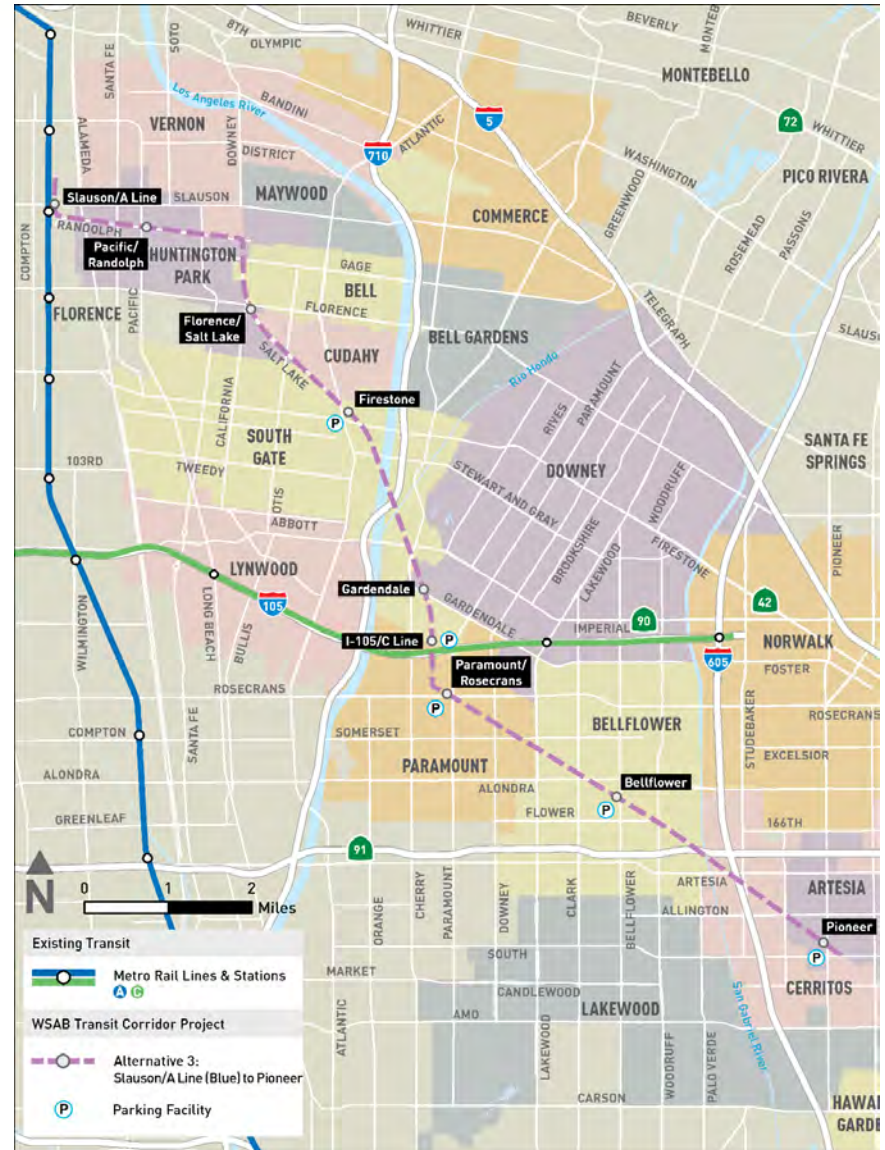 WHITTIER
BEVERLY
MONTEBELLO
SANTA FE
SOTO
8TH
OLYMPIC
Los Angeles River
BANDINI
VERNON
ALAMEDA
DOWNEY
DISTRICT
710
ATLANTIC
5
72
WHITTIER
WASHINGTON
GREENWOOD
PICO RIVERA
MAYWOOD
COMMERCE
ROSEMEAD
PASSONS
Slauson/A Line
SLAUSON
RANDOLPH
Pacific/
Randolph
HUNTINGTON
PARK
COMPTON
GAGE
BELL
FLORENCE
TELEGRAPH
FLORENCE
PACIFIC
Florence/
Salt Lake
BELL GARDENS
Rio Hondo
SALT LAKE
CUDAHY
Firestone
P
CALIFORNIA
SOUTH
GATE
RIVES
PARAMOUNT
DOWNEY
SANTA FE
SPRINGS
103RD
TWEEDY
OTIS
ABBOTT
STEWART AND GRAY
BROOKSHIRE
LAKEWOOD
WOODRUFF
FIRESTONE
PIONEER
LYNWOOD
105
Gardendale
GARDENDALE
42
90
IMPERIAL
WILMINGTON
LONG BEACH
BULLIS
I-105/C Line
P
605
NORWALK
FOSTER
ROSECRANS
Paramount/
Rosecrans
P
BELLFLOWER
STUDEBAKER
ROSECRANS
COMPTON
SANTA FE
SOMERSET
EXCELSIOR
ALONDRA
PARAMOUNT
ALONDRA
Bellflower
P
GREENLEAF
FLOWER
166TH
91
N
0 1 2
Miles
ORANGE
CHERRY
PARAMOUNT
DOWNEY
CLARK
BELLFLOWER
ARTESIA
ALLINGTON
ARTESIA
Pioneer
P
SOUTH
MARKET
CANDLEWOOD
LAKEWOOD
CERRITOS
San Gabriel River
AMO
ATLANTIC
LAKEWOOD
WOODRUFF
PALO VERDE
CARSON
HAWAI
GARDE
Existing Transit
Metro Rail Lines & Stations
A C
WSAB Transit Corridor Project
Alternative 3:
Slauson/A Line (Blue) to Pioneer
P Parking Facility